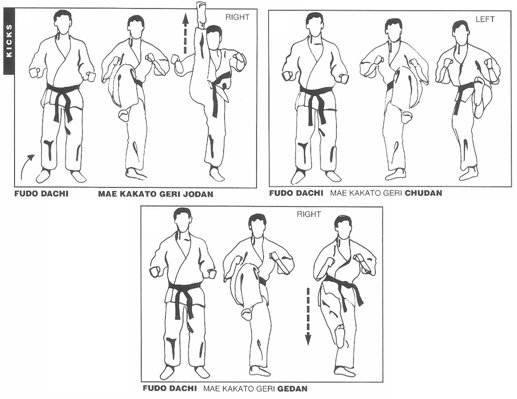 KICKS
RIGHT
FUDO DACHI MAE KAKATO GERI JODAN
LEFT
FUDO DACHI MAE KAKATO GERI CHUDAN
RIGHT
FUDO DACHI MAE KAKATO GERI GEDAN